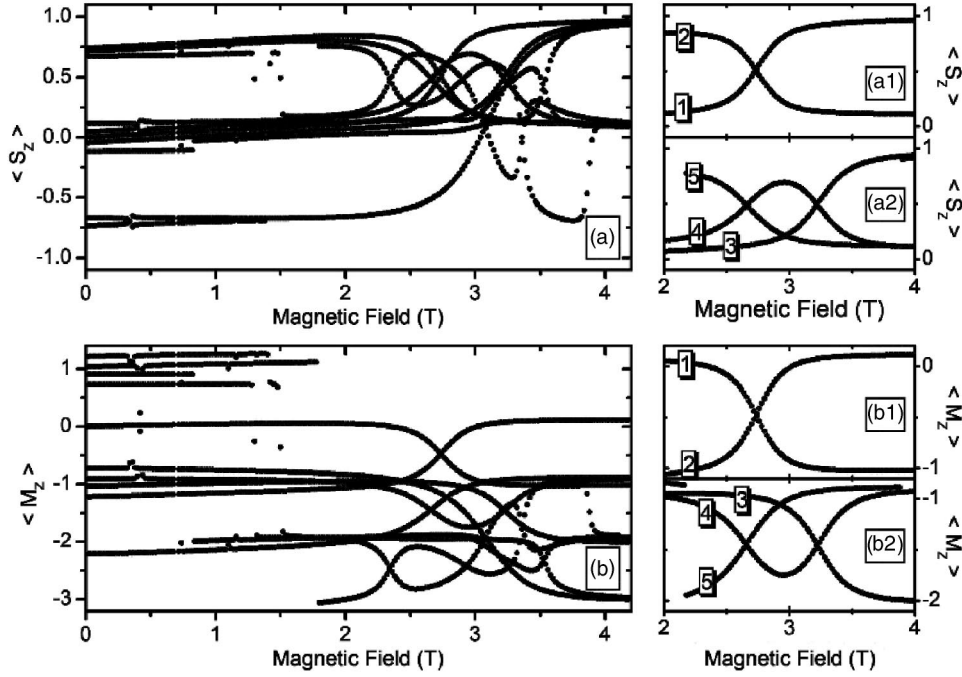 1.0
0.5
0.0
-0.5
-1.0
< S_z >
(a)
0 1 2 3 4
Magnetic Field (T)
2
1
(a1)
1
0
< S_z >
5
4
3
(a2)
1
0
< S_z >
2 3 4
Magnetic Field (T)
1
0
-1
-2
-3
< M_z >
(b)
0 1 2 3 4
Magnetic Field (T)
1
2
(b1)
0
-1
< M_z >
3
4
5
(b2)
-1
-2
< M_z >
2 3 4
Magnetic Field (T)